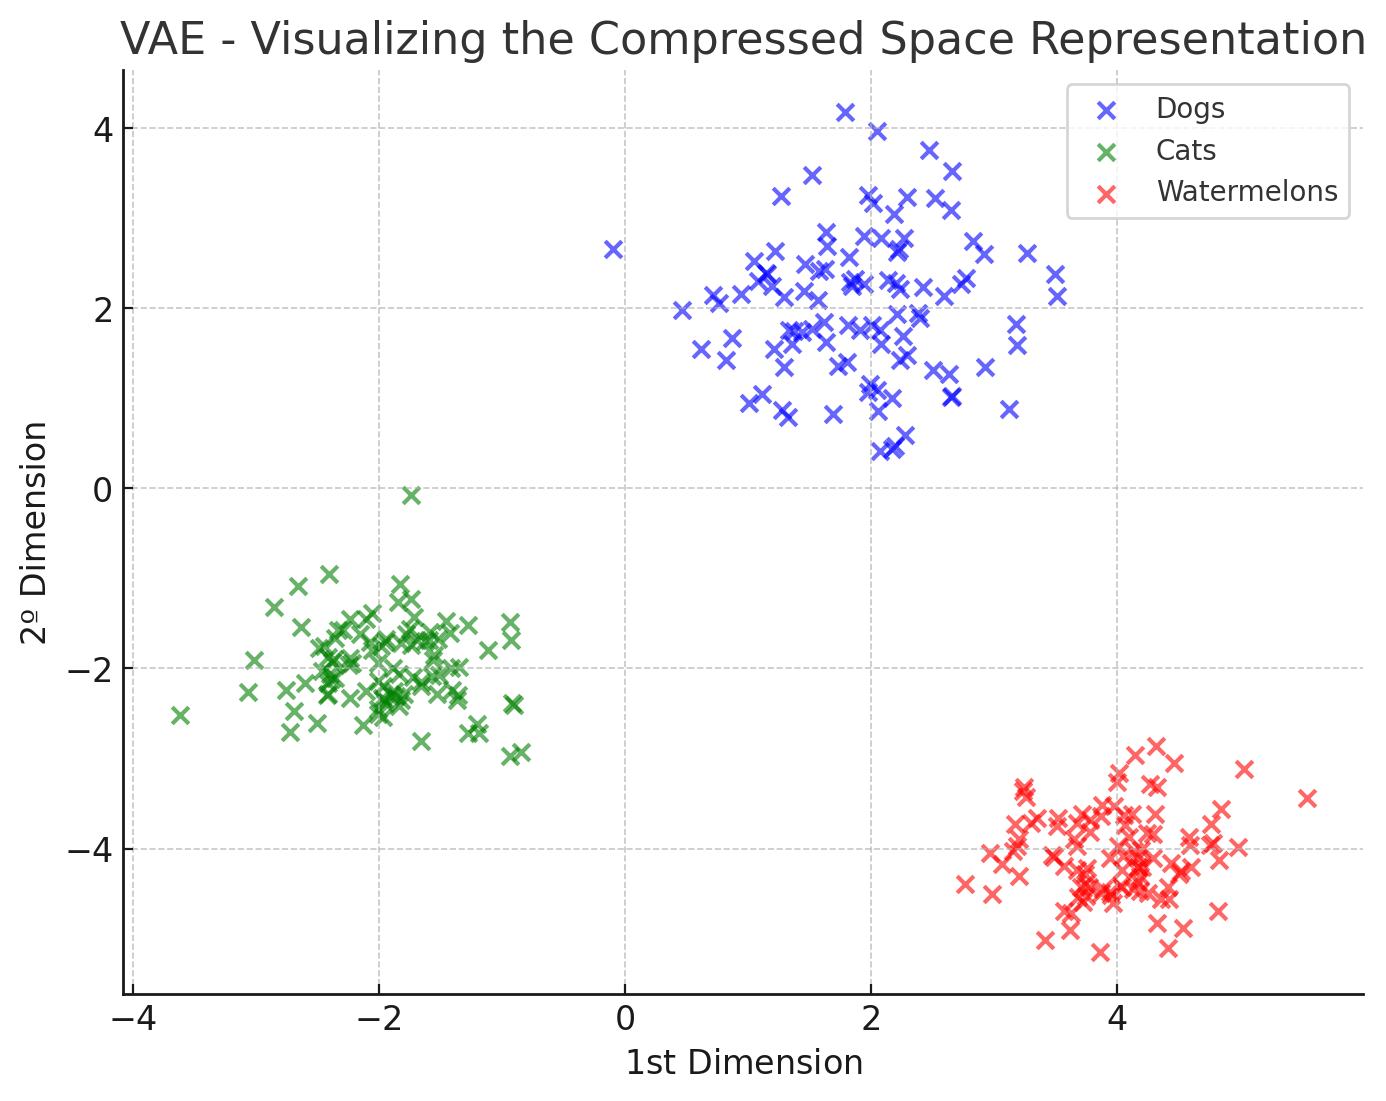 VAE - Visualizing the Compressed Space Representation
Dogs
Cats
Watermelons
4
2
0
−2
−4
2º Dimension
−4
−2
0
2
4
1st Dimension